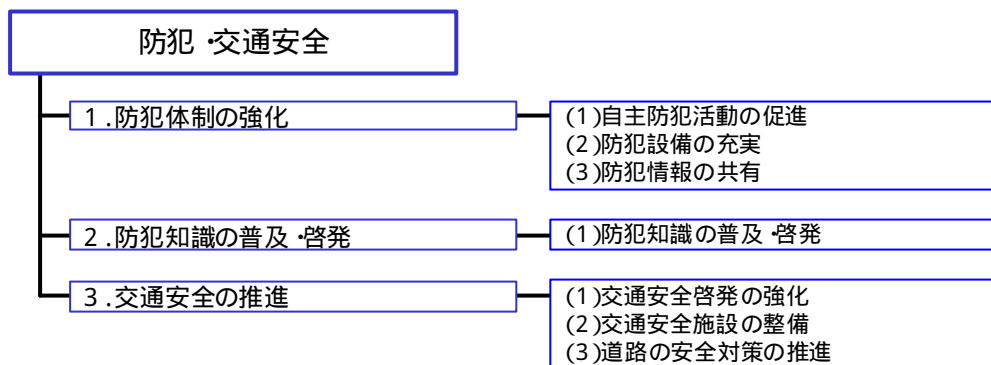 防犯・交通安全
1.防犯体制の強化
(1)自主防犯活動の促進
(2)防犯設備の充実
(3)防犯情報の共有
2.防犯知識の普及・啓発
(1)防犯知識の普及・啓発
3.交通安全の推進
(1)交通安全啓発の強化
(2)交通安全施設の整備
(3)道路の安全対策の推進